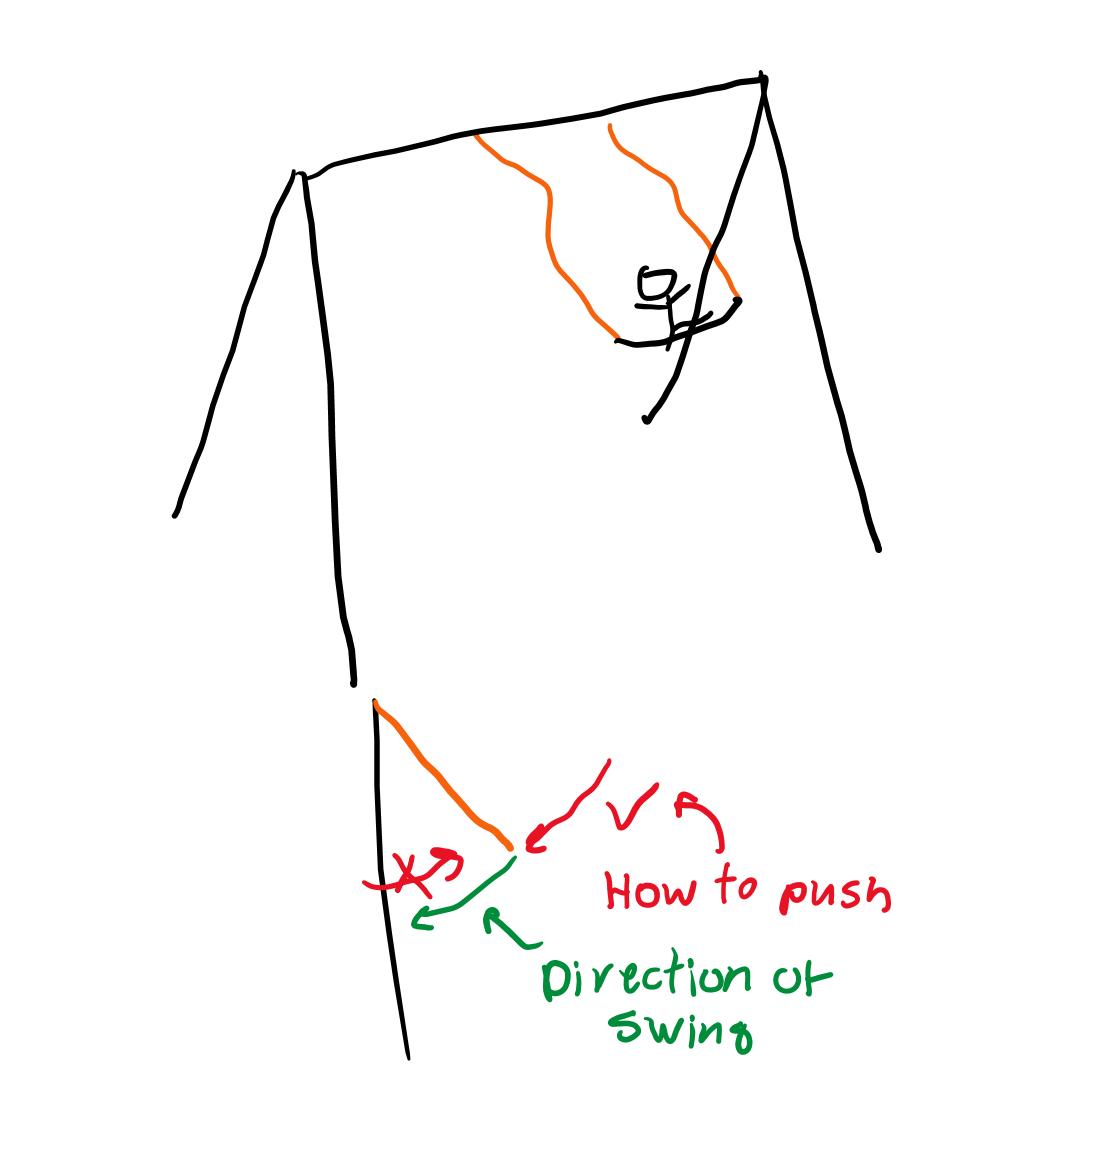 How to push
Direction of
swing